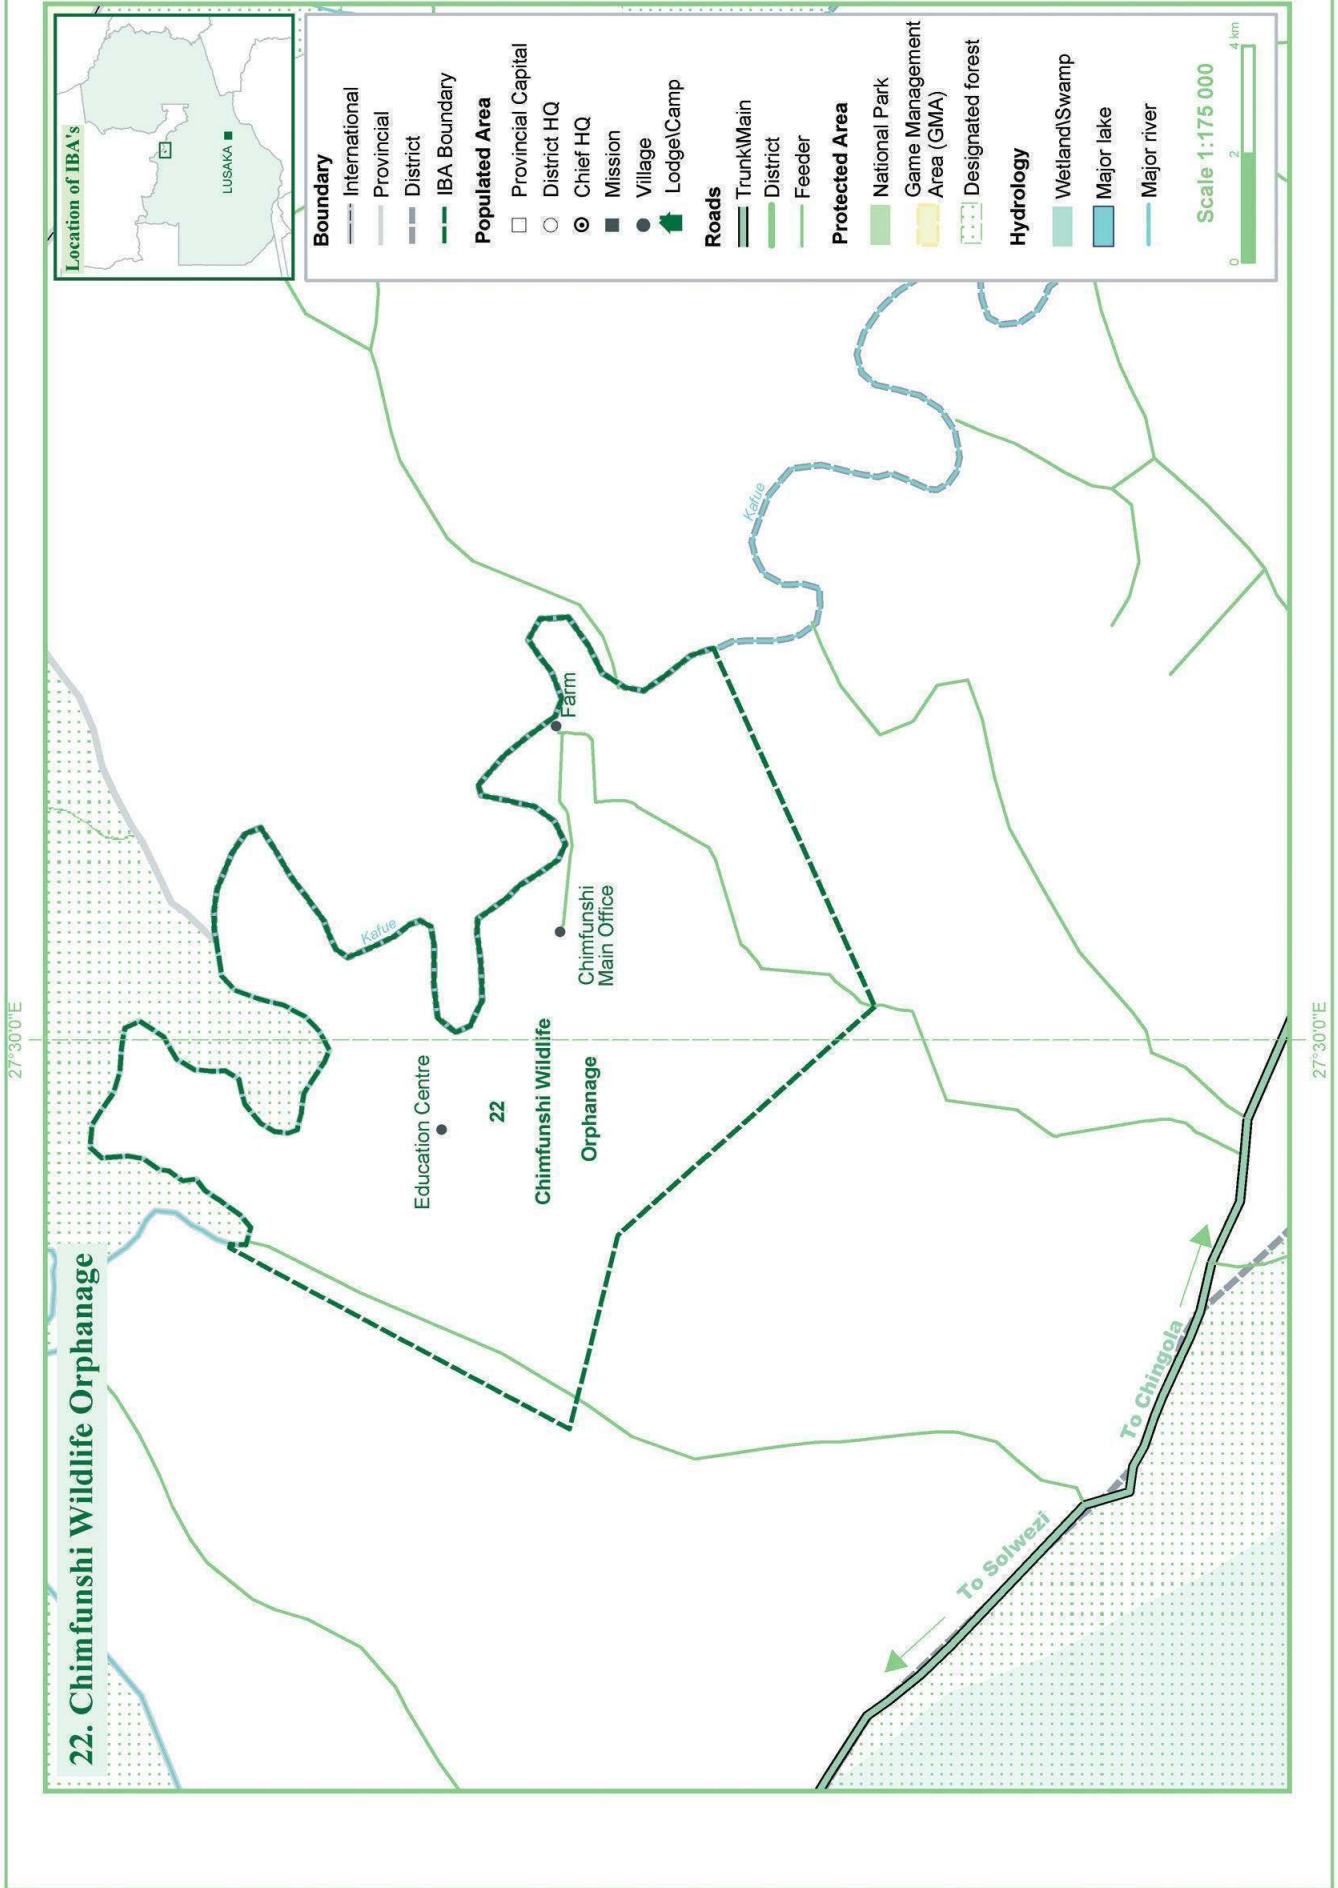 22. Chimfunshi Wildlife Orphanage
27°30'0"E
Location of IBA's
LUSAKA
Boundary
International
Provincial
District
IBA Boundary
Populated Area
Provincial Capital
District HQ
Chief HQ
Mission
Village
Lodge\Camp
Roads
Trunk\Main
District
Feeder
Protected Area
National Park
Game Management
Area (GMA)
Designated forest
Hydrology
Wetland\Swamp
Major lake
Major river
Scale 1:175 000
0 2 4 km
Kafue
Education Centre
22
Chimfunshi Wildlife
Orphanage
Chimfunshi
Main Office
Farm
Kafue
To Solwezi
To Chingola
27°30'0"E